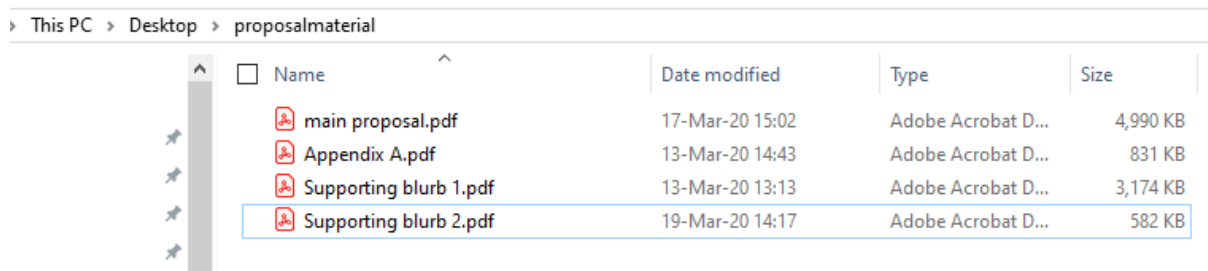 This PC > Desktop > proposalmaterial
Name Date modified Type Size
main proposal.pdf 17-Mar-20 15:02 Adobe Acrobat D... 4,990 KB
Appendix A.pdf 13-Mar-20 14:43 Adobe Acrobat D... 831 KB
Supporting blurb 1.pdf 13-Mar-20 13:13 Adobe Acrobat D... 3,174 KB
Supporting blurb 2.pdf 19-Mar-20 14:17 Adobe Acrobat D... 582 KB